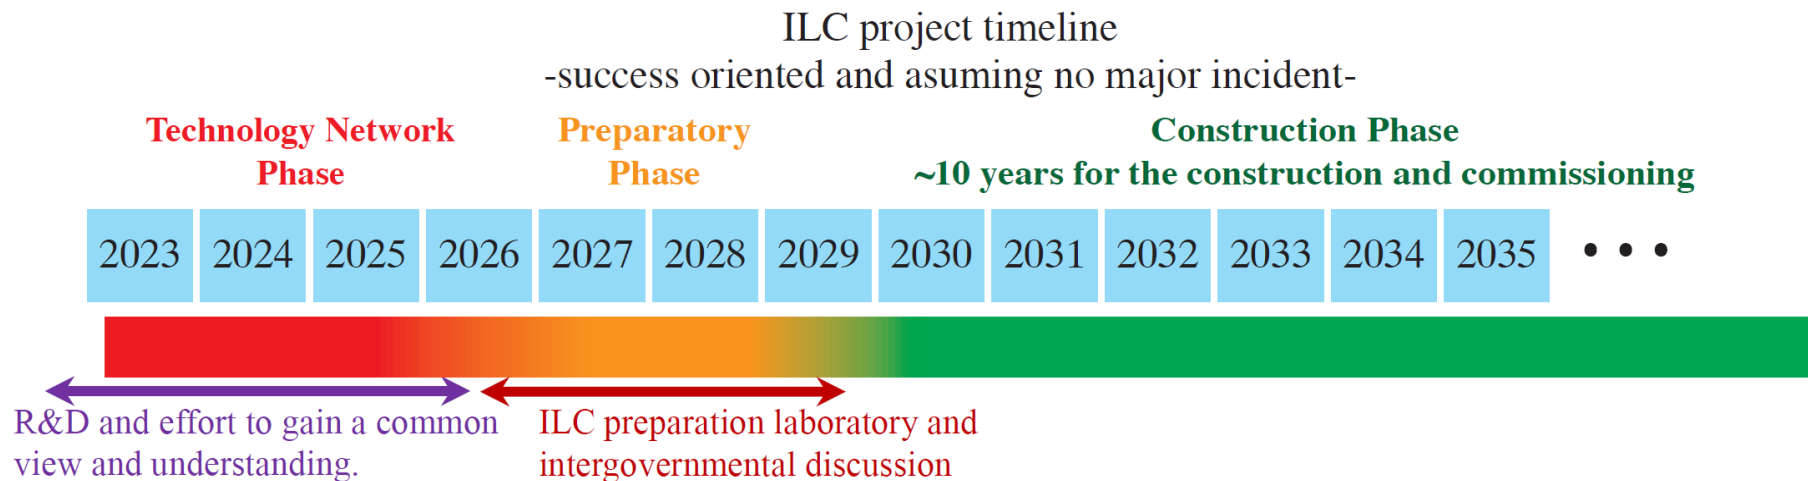 ILC project timeline
-success oriented and asuming no major incident-
Technology Network
Phase
Preparatory
Phase
Construction Phase
~10 years for the construction and commissioning
2023 2024 2025 2026 2027 2028 2029 2030 2031 2032 2033 2034 2035 • • •
R&D and effort to gain a common
view and understanding.
ILC preparation laboratory and
intergovernmental discussion